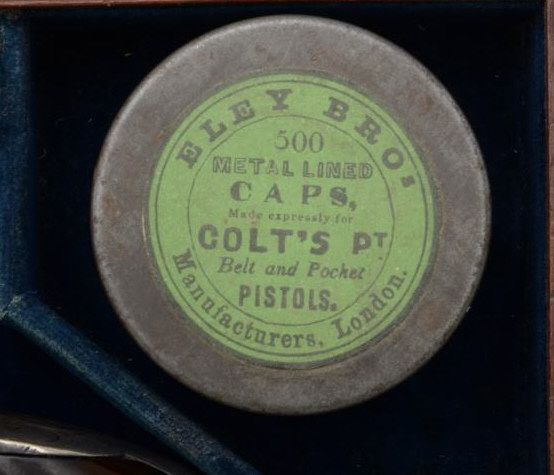 ELEY BROS
500
METAL LINED
CAPS,
Made expressly for
COLT'S PT
Belt and Pocket
PISTOLS.
Manufacturers, London.